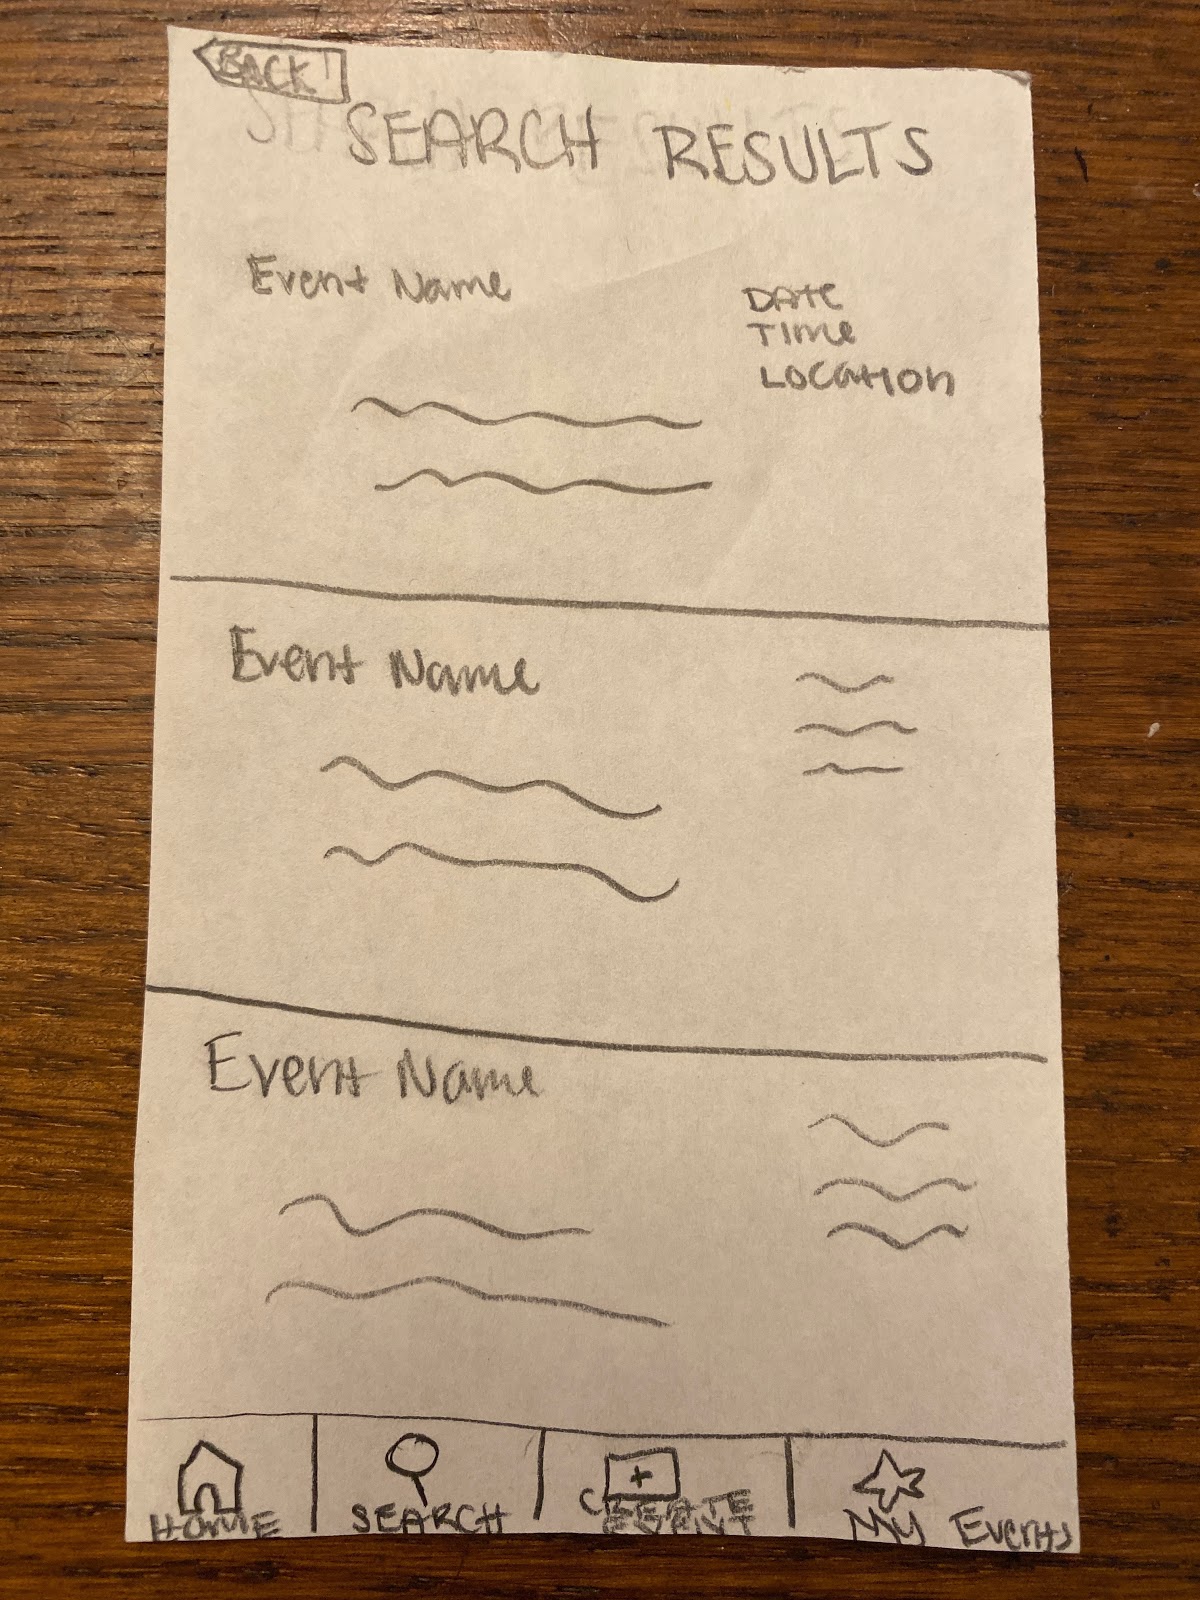 BACK
SEARCH RESULTS
Event Name
DATE
TIME
LOCATION
Event Name
Event Name
HOME
SEARCH
CREATE
EVENT
MY Events